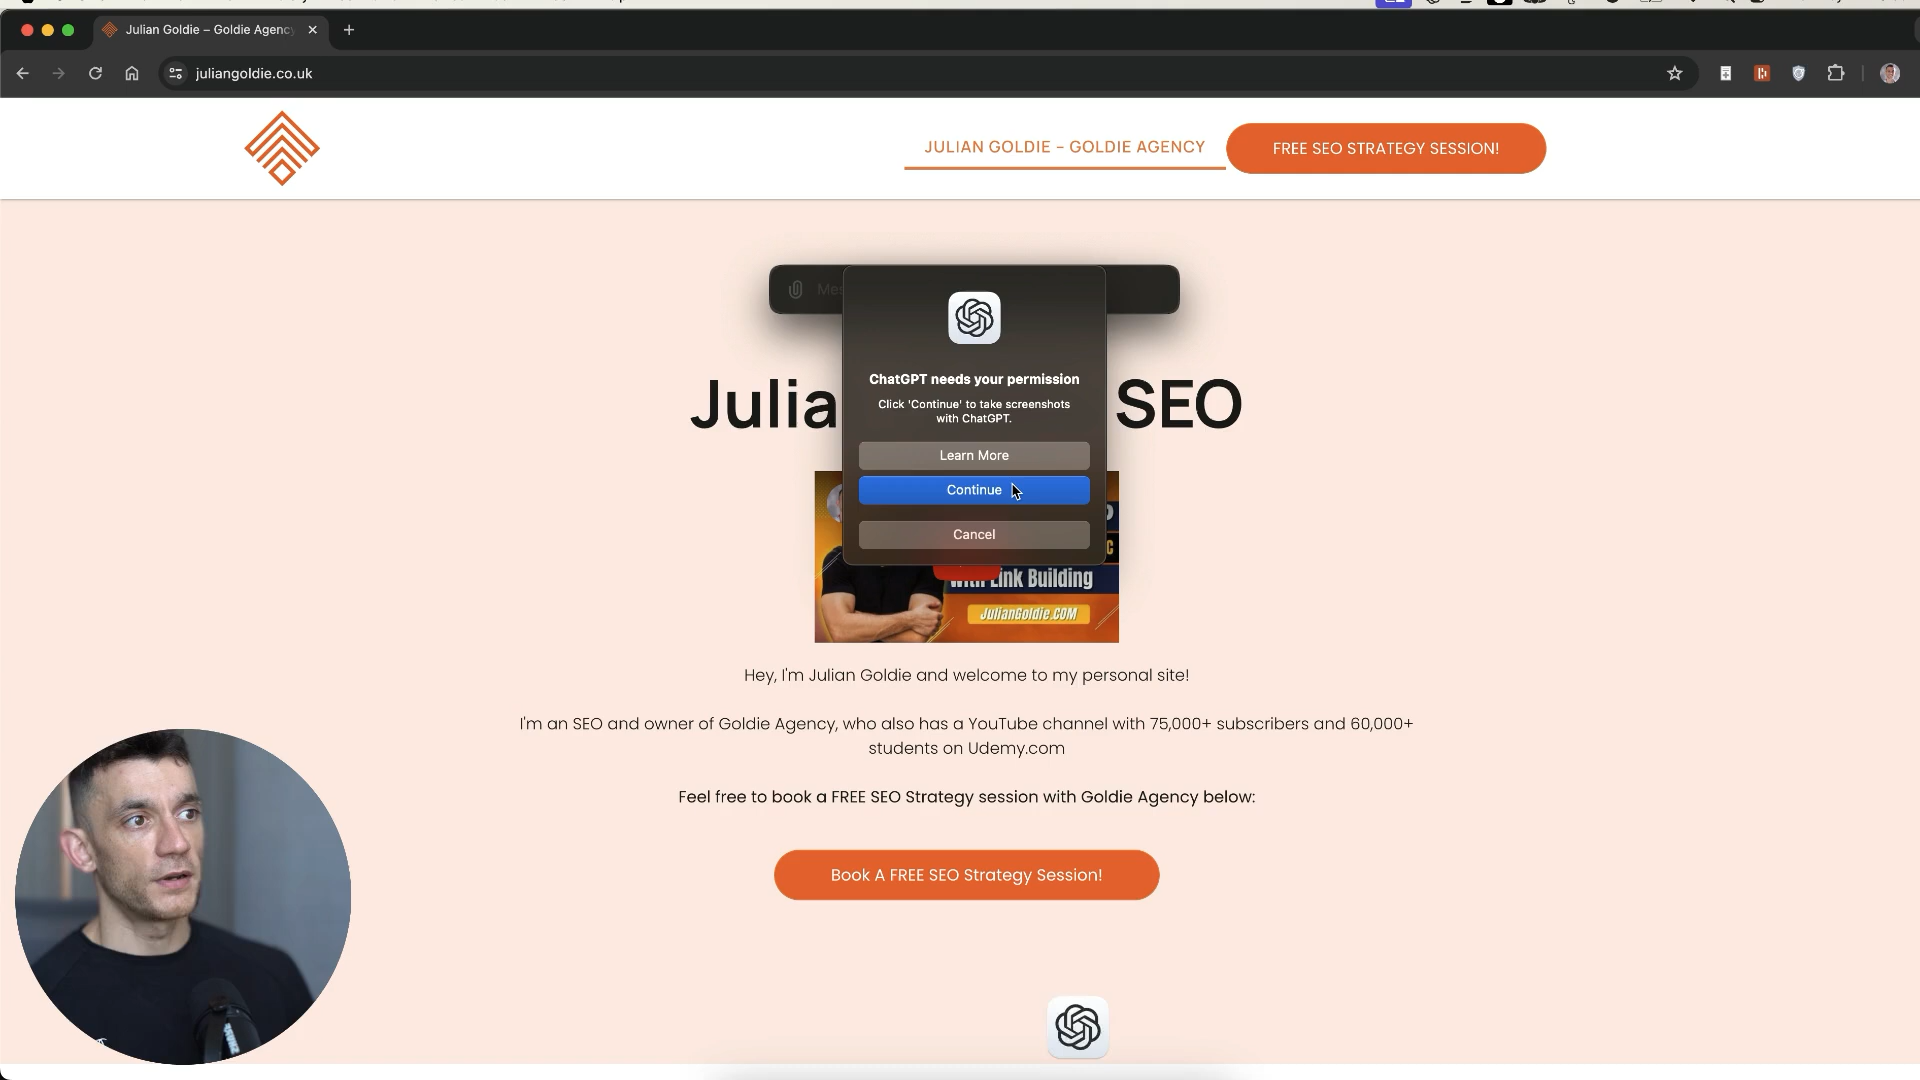 Julian Goldie – Goldie Agency
juliangoldie.co.uk
JULIAN GOLDIE – GOLDIE AGENCY
FREE SEO STRATEGY SESSION!
ChatGPT needs your permission
Click 'Continue' to take screenshots
with ChatGPT.
Learn More
Continue
Cancel
SEO
With Link Building
JulianGoldie.COM
Hey, I'm Julian Goldie and welcome to my personal site!
I'm an SEO and owner of Goldie Agency, who also has a YouTube channel with 75,000+ subscribers and 60,000+
students on Udemy.com
Feel free to book a FREE SEO Strategy session with Goldie Agency below:
Book A FREE SEO Strategy Session!